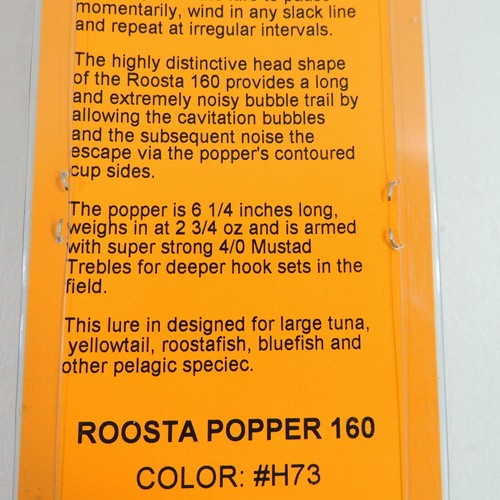 to pause
momentarily, wind in any slack line
and repeat at irregular intervals.
The highly distinctive head shape
of the Roosta 160 provides a long
and extremely noisy bubble trail by
allowing the cavitation bubbles
and the subsequent noise the
escape via the popper's contoured
cup sides.
The popper is 6 1/4 inches long,
weighs in at 2 3/4 oz and is armed
with super strong 4/0 Mustad
Trebles for deeper hook sets in the
field.
This lure in designed for large tuna,
yellowtail, roostafish, bluefish and
other pelagic speciec.
ROOSTA POPPER 160
COLOR: #H73